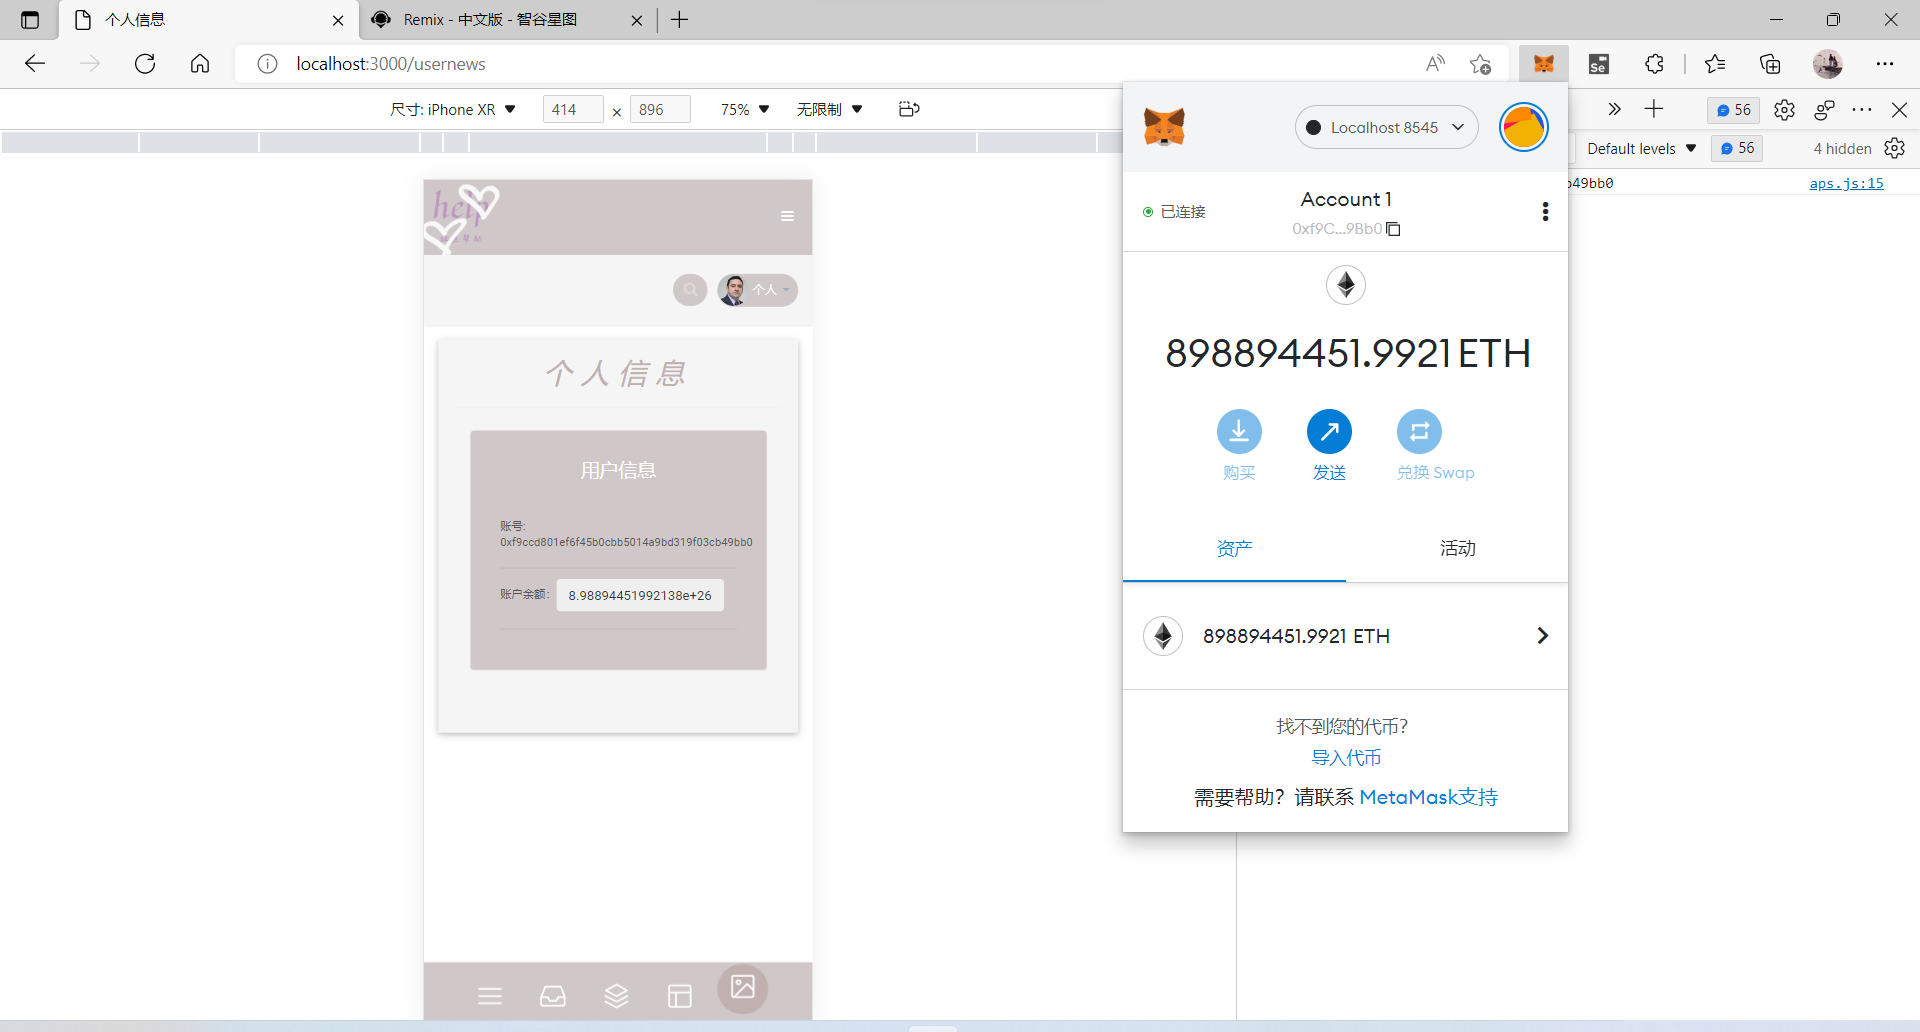 个人信息
Remix - 中文版 - 智谷星图
localhost:3000/usernews
尺寸: iPhone XR
414 × 896
75%
无限制
56
Default levels
56
4 hidden
b49bb0
aps.js:15
help
个人
个人信息
用户信息
账号:
0xf9ccd801ef6f45b0cbb5014a9bd319f03cb49bb0
账户余额:
8.98894451992138e+26
Localhost 8545
已连接
Account 1
0xf9C...9Bb0
898894451.9921 ETH
购买
发送
兑换 Swap
资产
活动
898894451.9921 ETH
找不到您的代币?
导入代币
需要帮助? 请联系 MetaMask支持